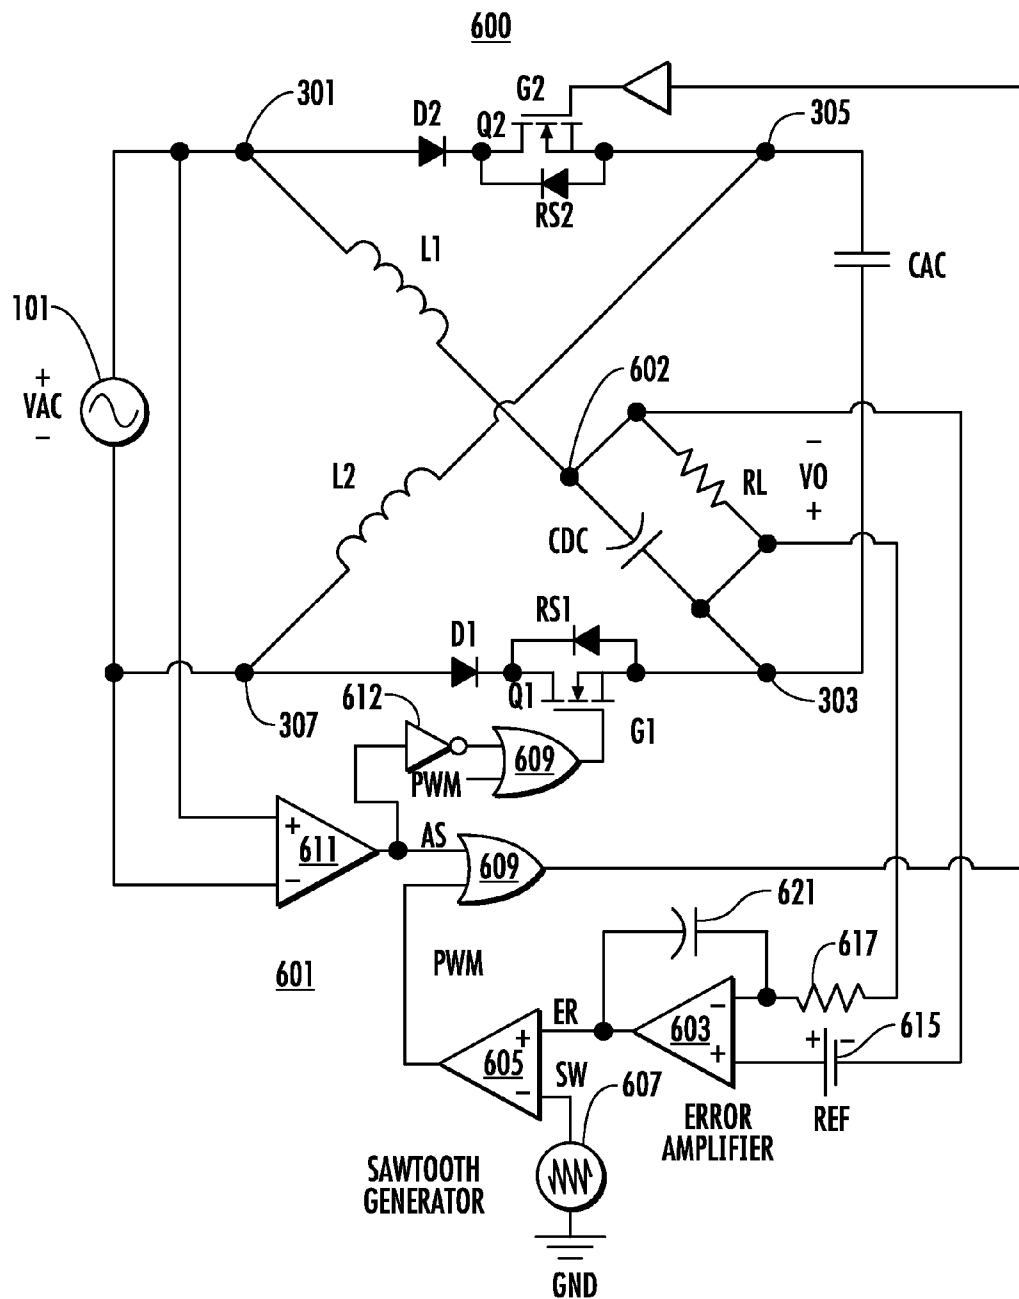 600
301
D2
Q2
G2
RS2
305
L1
CAC
101
+
VAC
−
602
L2
RL
−
VO
+
CDC
RS1
D1
Q1
G1
307
303
612
609
PWM
+
611
−
AS
609
621
617
601
PWM
ER
−
603
+
+
−
615
+
605
−
SW
607
REF
ERROR
AMPLIFIER
SAWTOOTH
GENERATOR
GND